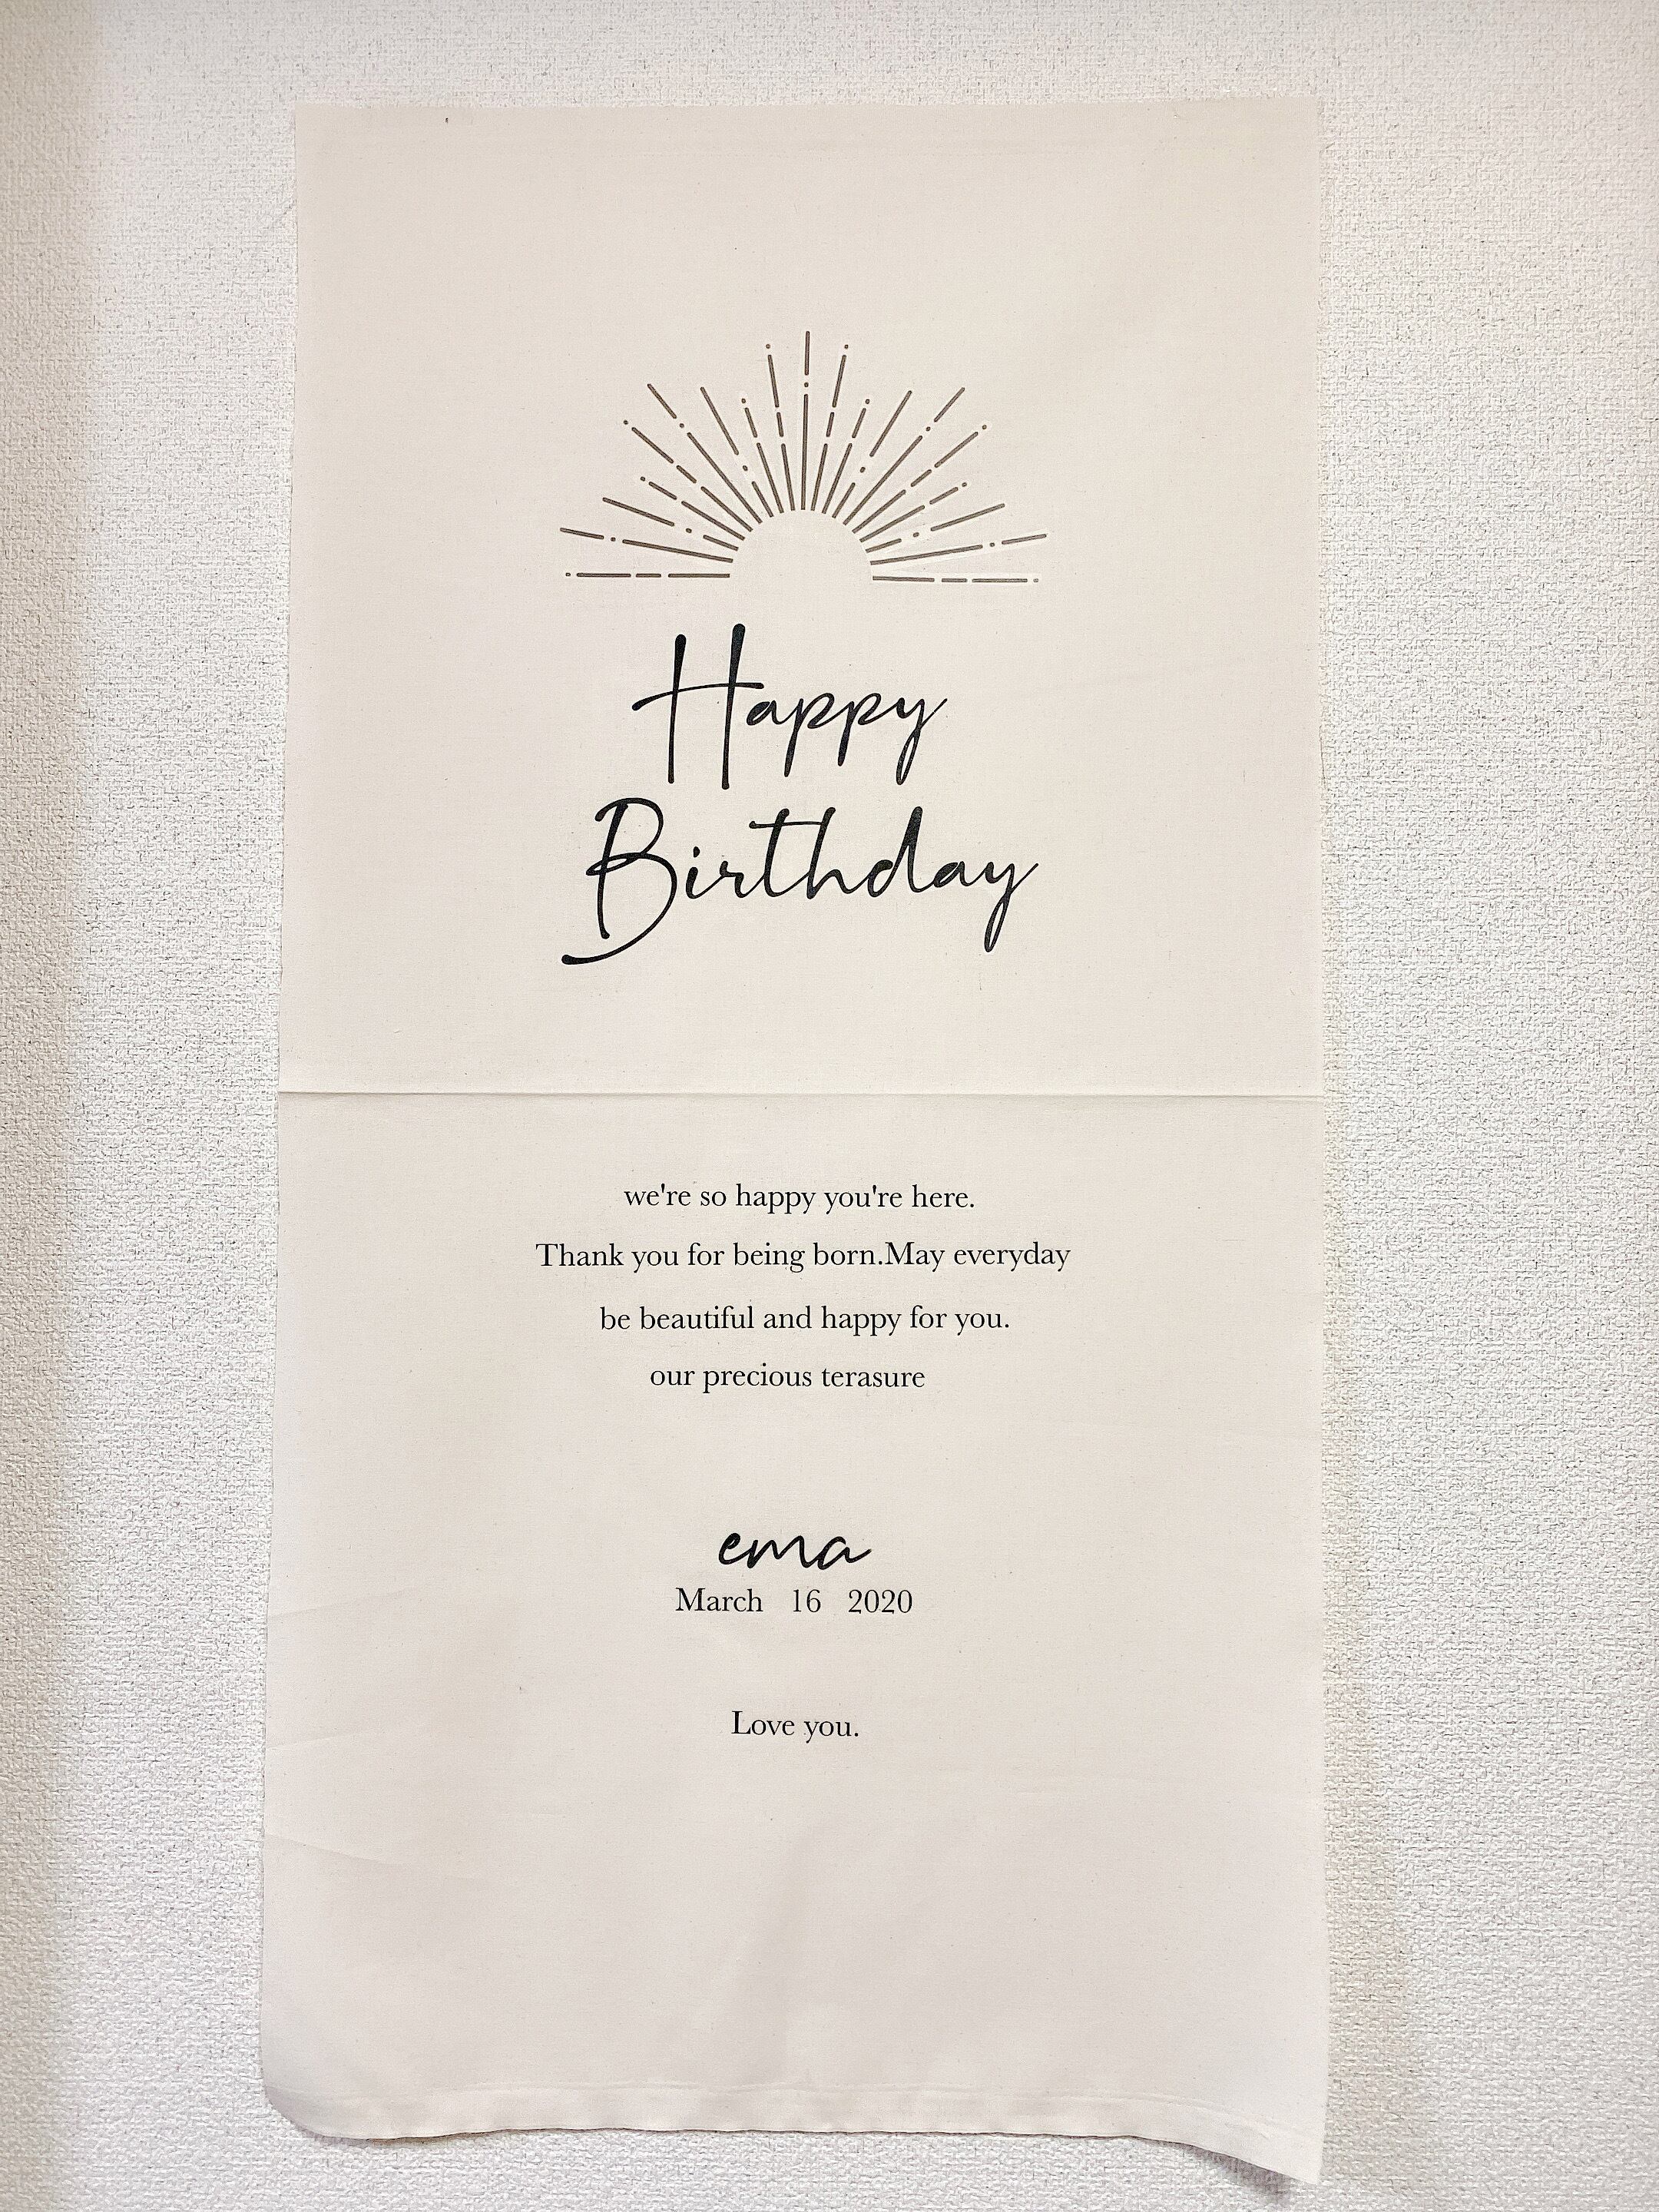 Happy
Birthday
we're so happy you're here.
Thank you for being born.May everyday
be beautiful and happy for you.
our precious terasure
ema
March 16 2020
Love you.